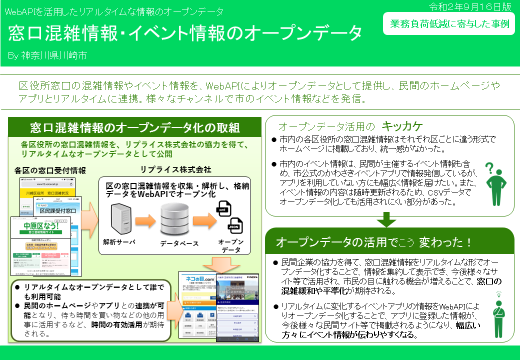 WebAPIを活用したリアルタイムな情報のオープンデータ
令和2年9月16日版
窓口混雑情報・イベント情報のオープンデータ
業務負荷低減に寄与した事例
By 神奈川県川崎市
区役所窓口の混雑情報やイベント情報を、WebAPIによりオープンデータとして提供し、民間のホームページや
アプリとリアルタイムに連携。様々なチャンネルで市のイベント情報などを発信。
窓口混雑情報のオープンデータ化の取組
各区役所の窓口混雑情報を、リプライス株式会社の協力を得て、
リアルタイムなオープンデータとして公開
各区の窓口受付情報
リプライス株式会社
区の窓口混雑情報を収集・解析し、格納
データをWebAPIでオープン化
解析サーバ
データベース
オープン
データ
● リアルタイムなオープンデータとして誰で
も利用可能
● 民間のホームページやアプリとの連携が可
能となり、待ち時間を買い物などの他の用
事に活用するなど、時間の有効活用が期待
される。
オープンデータ活用の キッカケ
● 市内の各区役所の窓口混雑情報はそれぞれ区ごとに違う形式で
ホームページに掲載しており、統一感がなかった。
● 市内のイベント情報は、民間が主催するイベント情報も含
め、市公式のかわさきイベントアプリで情報発信しているが、
アプリを利用していない方にも幅広く情報を届けたい。また、
イベント情報の内容は随時更新されるため、CSVデータで
オープンデータ化しても活用されにくい部分があった。
オープンデータの活用でこう 変わった！
● 民間企業の協力を得て、窓口混雑情報をリアルタイムな形でオー
プンデータ化することで、情報を集約して表示でき、今後様々なサ
イト等で活用され、市民の目に触れる機会が増えることで、窓口の
混雑緩和や平準化が期待される。
● リアルタイムに変化するイベントアプリの情報をWebAPIによ
りオープンデータ化することで、アプリに登録した情報が、
今後様々な民間サイト等で掲載されるようになり、幅広い
方々にイベント情報が伝わりやすくなる。